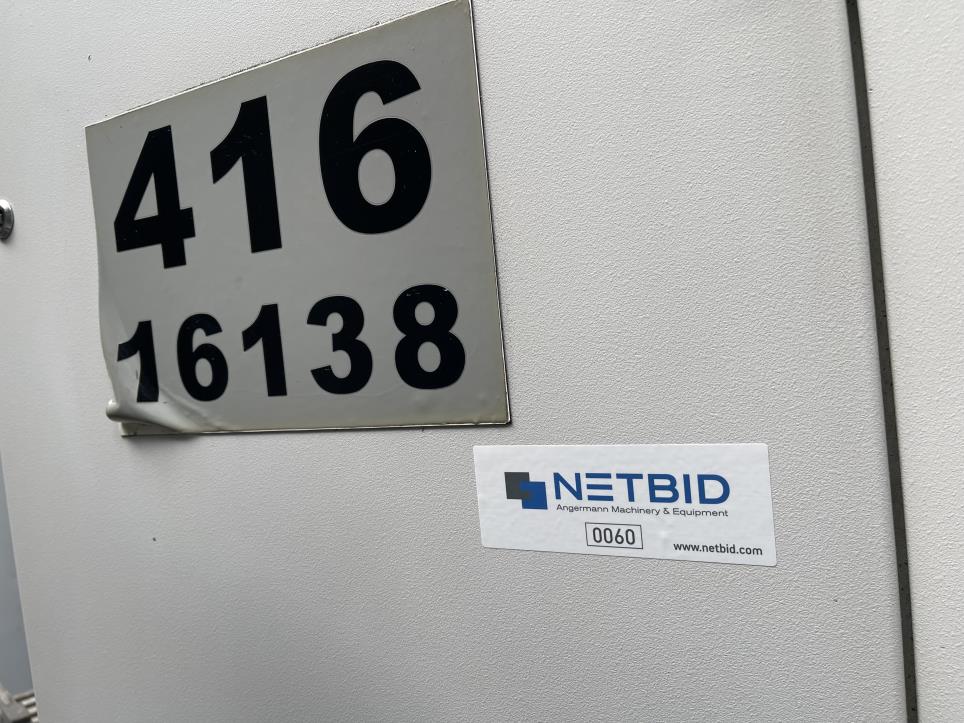 416
16138
NETBID
Angermann Machinery & Equipment
0060
www.netbid.com